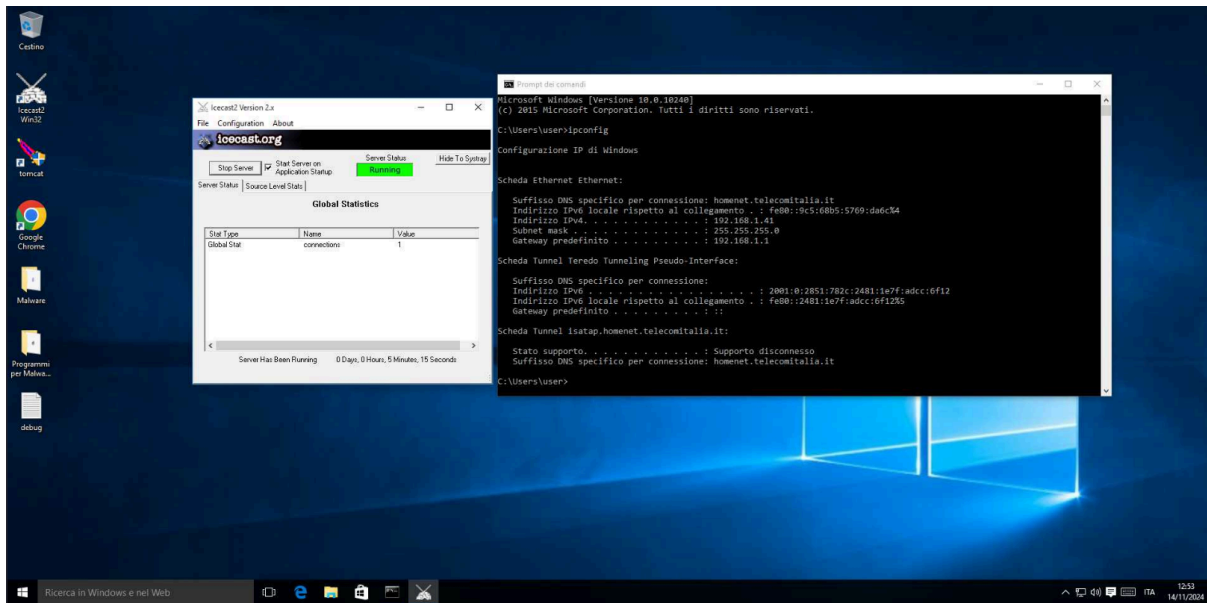 Cestino
Icecast2
Win32
tomcat
Google
Chrome
Malware
Programmi
per Malwa...
debug
Icecast2 Version 2.x
File Configuration About
icecast.org
Stop Server
Start Server on
Application Startup
Server Status
Running
Hide To Systray
Server Status Source Level Stats
Global Statistics
Stat Type Name Value
Global Stat connections 1
Server Has Been Running 0 Days, 0 Hours, 5 Minutes, 15 Seconds
Prompt dei comandi
Microsoft Windows [Versione 10.0.10240]
(c) 2015 Microsoft Corporation. Tutti i diritti sono riservati.
C:\Users\user>ipconfig
Configurazione IP di Windows
Scheda Ethernet Ethernet:
Suffisso DNS specifico per connessione: homenet.telecomitalia.it
Indirizzo IPv6 locale rispetto al collegamento . : fe80::9c5:68b5:5769:da6c%4
Indirizzo IPv4. . . . . . . . . . . . : 192.168.1.41
Subnet mask . . . . . . . . . . . . . : 255.255.255.0
Gateway predefinito . . . . . . . . . : 192.168.1.1
Scheda Tunnel Teredo Tunneling Pseudo-Interface:
Suffisso DNS specifico per connessione:
Indirizzo IPv6 . . . . . . . . . . . . . . . . . : 2001:0:2851:782c:2481:1e7f:adcc:6f12
Indirizzo IPv6 locale rispetto al collegamento . : fe80::2481:1e7f:adcc:6f12%5
Gateway predefinito . . . . . . . . . : ::
Scheda Tunnel isatap.homenet.telecomitalia.it:
Stato supporto. . . . . . . . . . . . : Supporto disconnesso
Suffisso DNS specifico per connessione: homenet.telecomitalia.it
C:\Users\user>
Ricerca in Windows e nel Web
ITA
12:53
14/11/2024